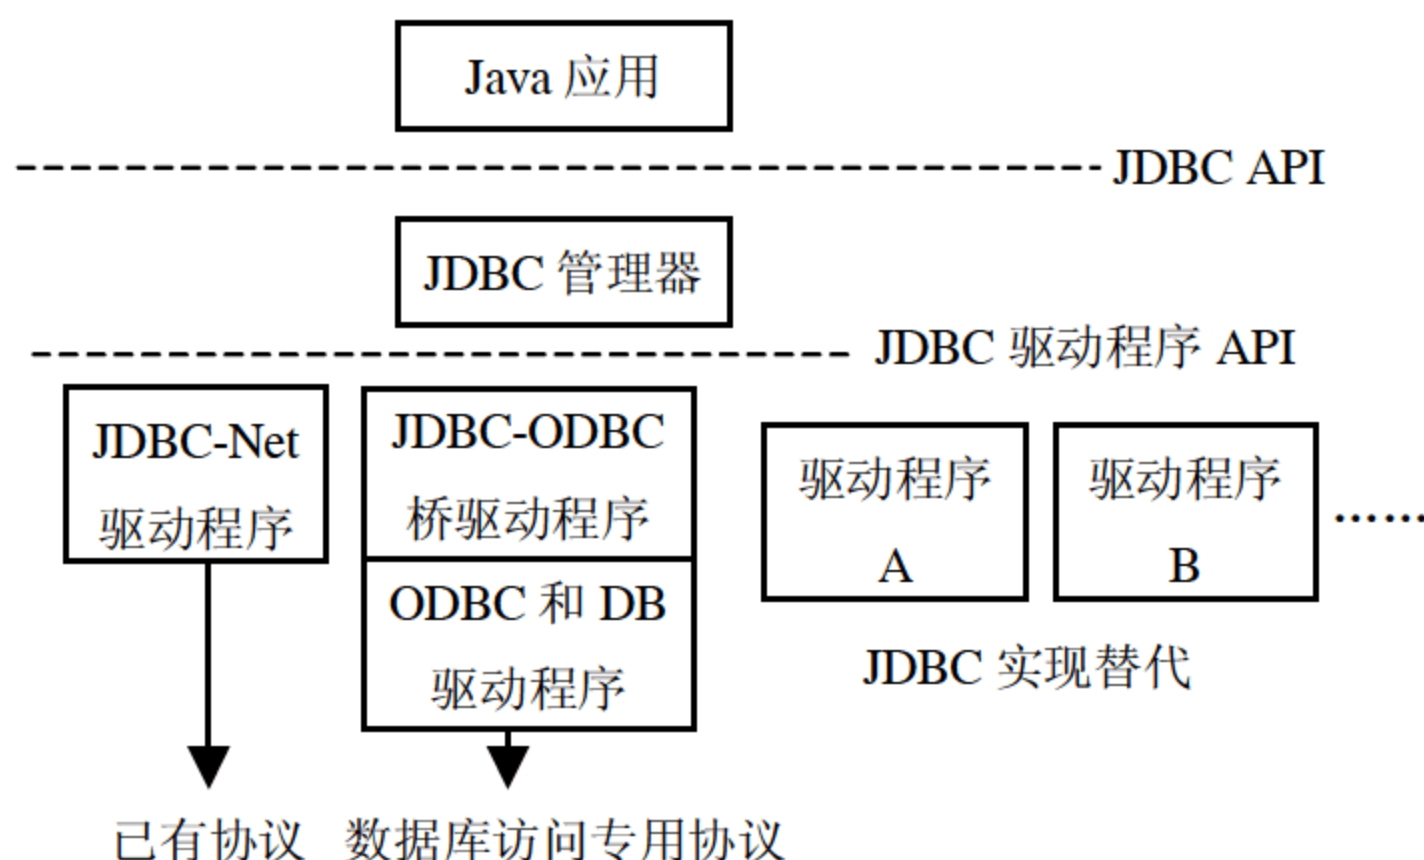 Java 应用
JDBC API
JDBC 管理器
JDBC 驱动程序 API
JDBC-Net
驱动程序
JDBC-ODBC
桥驱动程序
ODBC 和 DB
驱动程序
驱动程序
A
驱动程序
B
……
JDBC 实现替代
已有协议
数据库访问专用协议